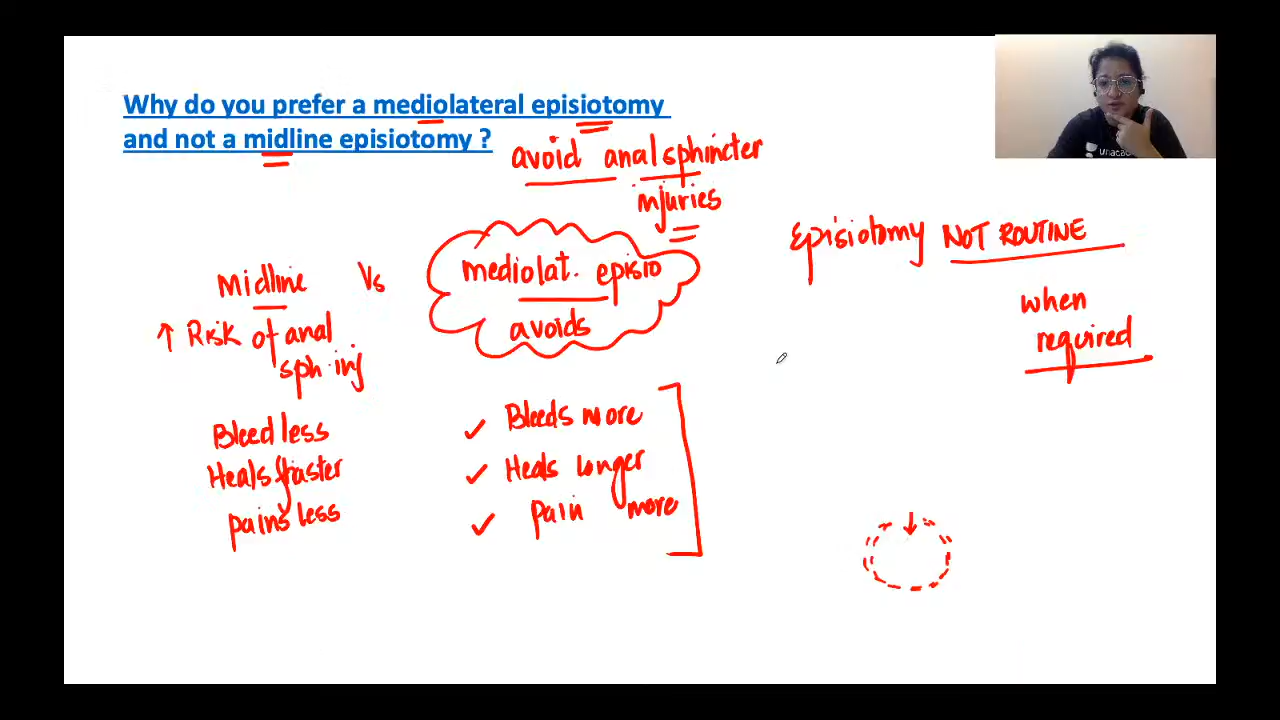 Why do you prefer a mediolateral episiotomy
and not a midline episiotomy ?
avoid anal sphincter
injuries
Episiotomy NOT ROUTINE
when
required
Midline Vs mediolat. episio
avoids
↑ Risk of anal
sph. inj
Bleed less
Heals faster
pains less
✓ Bleeds more
✓ Heals longer
✓ Pain more